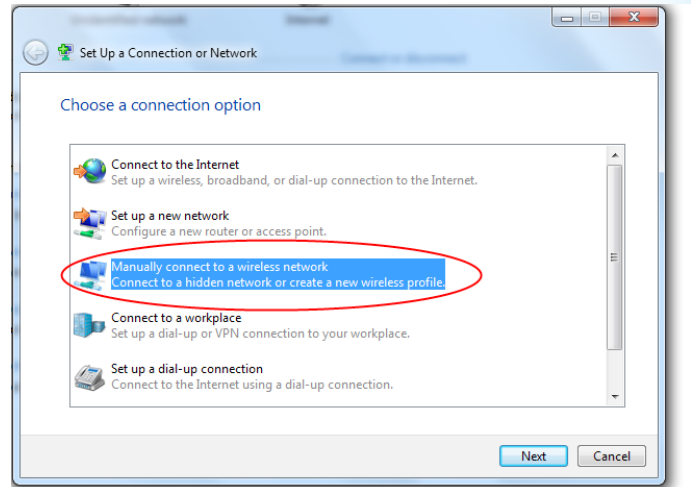 Set Up a Connection or Network
Choose a connection option
Connect to the Internet
Set up a wireless, broadband, or dial-up connection to the Internet.
Set up a new network
Configure a new router or access point.
Manually connect to a wireless network
Connect to a hidden network or create a new wireless profile.
Connect to a workplace
Set up a dial-up or VPN connection to your workplace.
Set up a dial-up connection
Connect to the Internet using a dial-up connection.
Next
Cancel